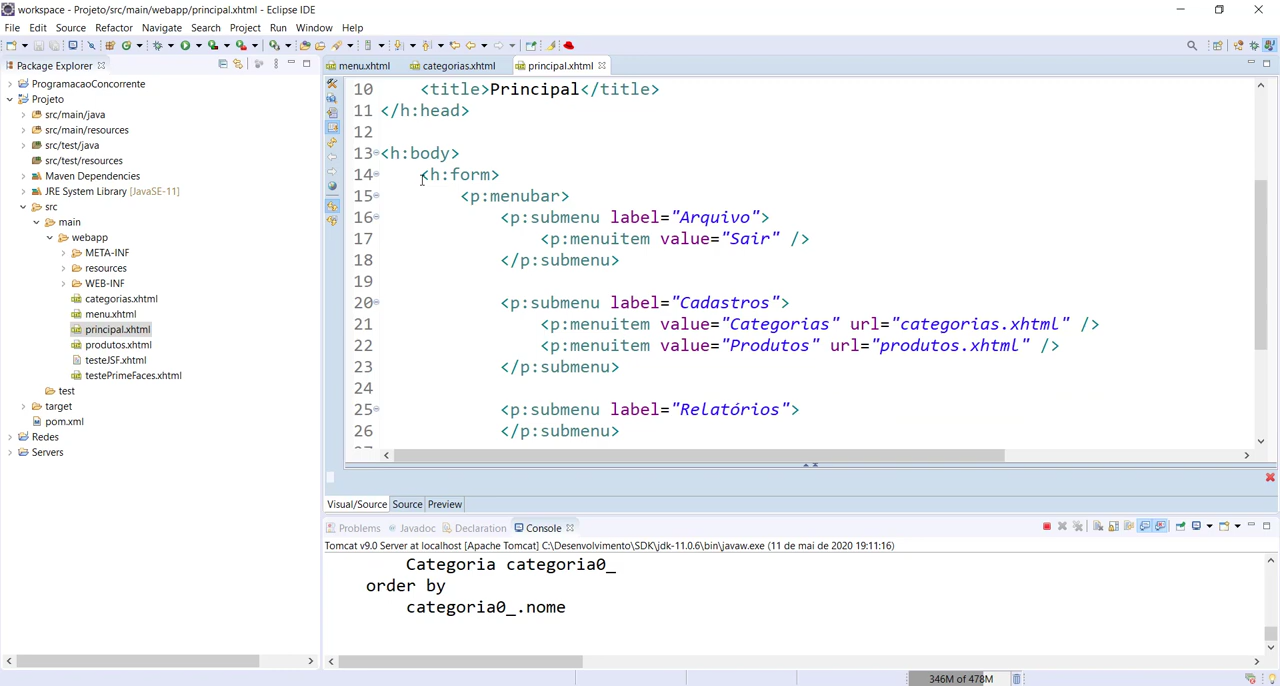 workspace - Projeto/src/main/webapp/principal.xhtml - Eclipse IDE
File Edit Source Refactor Navigate Search Project Run Window Help
Package Explorer
ProgramacaoConcorrente
Projeto
src/main/java
src/main/resources
src/test/java
src/test/resources
Maven Dependencies
JRE System Library [JavaSE-11]
src
main
webapp
META-INF
resources
WEB-INF
categorias.xhtml
menu.xhtml
principal.xhtml
produtos.xhtml
testeJSF.xhtml
testePrimeFaces.xhtml
test
target
pom.xml
Redes
Servers
menu.xhtml categorias.xhtml principal.xhtml
10 <title>Principal</title>
11 </h:head>
12
13 <h:body>
14 <h:form>
15 <p:menubar>
16 <p:submenu label="Arquivo">
17 <p:menuitem value="Sair" />
18 </p:submenu>
19
20 <p:submenu label="Cadastros">
21 <p:menuitem value="Categorias" url="categorias.xhtml" />
22 <p:menuitem value="Produtos" url="produtos.xhtml" />
23 </p:submenu>
24
25 <p:submenu label="Relatórios">
26 </p:submenu>
Visual/Source Source Preview
Problems Javadoc Declaration Console
Tomcat v9.0 Server at localhost [Apache Tomcat] C:\Desenvolvimento\SDK\jdk-11.0.6\bin\javaw.exe (11 de mai de 2020 19:11:16)
Categoria categoria0_
order by
categoria0_.nome
346M of 478M